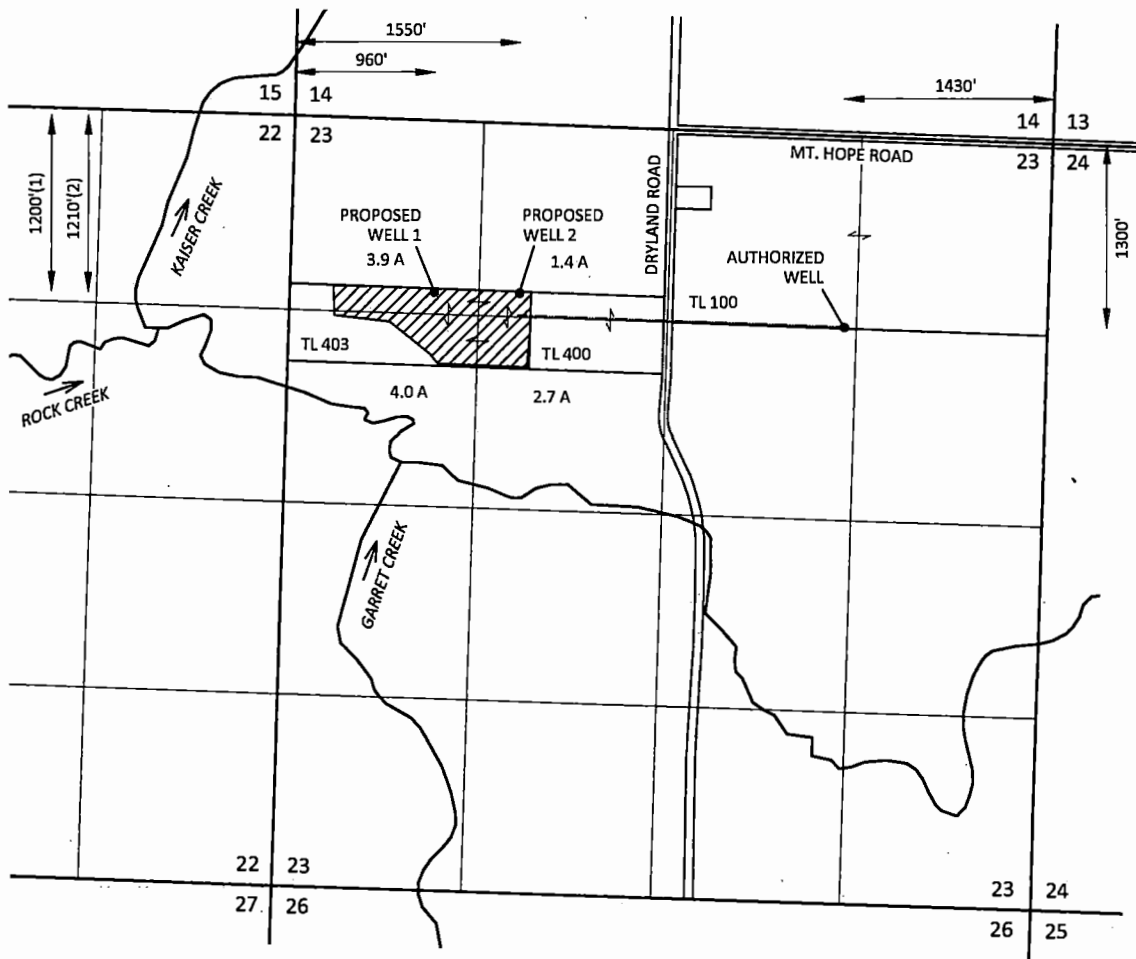 1550'
960'
1430'
15 14
22 23
14 13
23 24
MT. HOPE ROAD
1200'(1)
1210'(2)
KAISER CREEK
DRYLAND ROAD
1300'
PROPOSED
WELL 1
3.9 A
PROPOSED
WELL 2
1.4 A
AUTHORIZED
WELL
TL 100
TL 403
TL 400
4.0 A
2.7 A
ROCK CREEK
GARRET CREEK
22 23
27 26
23 24
26 25